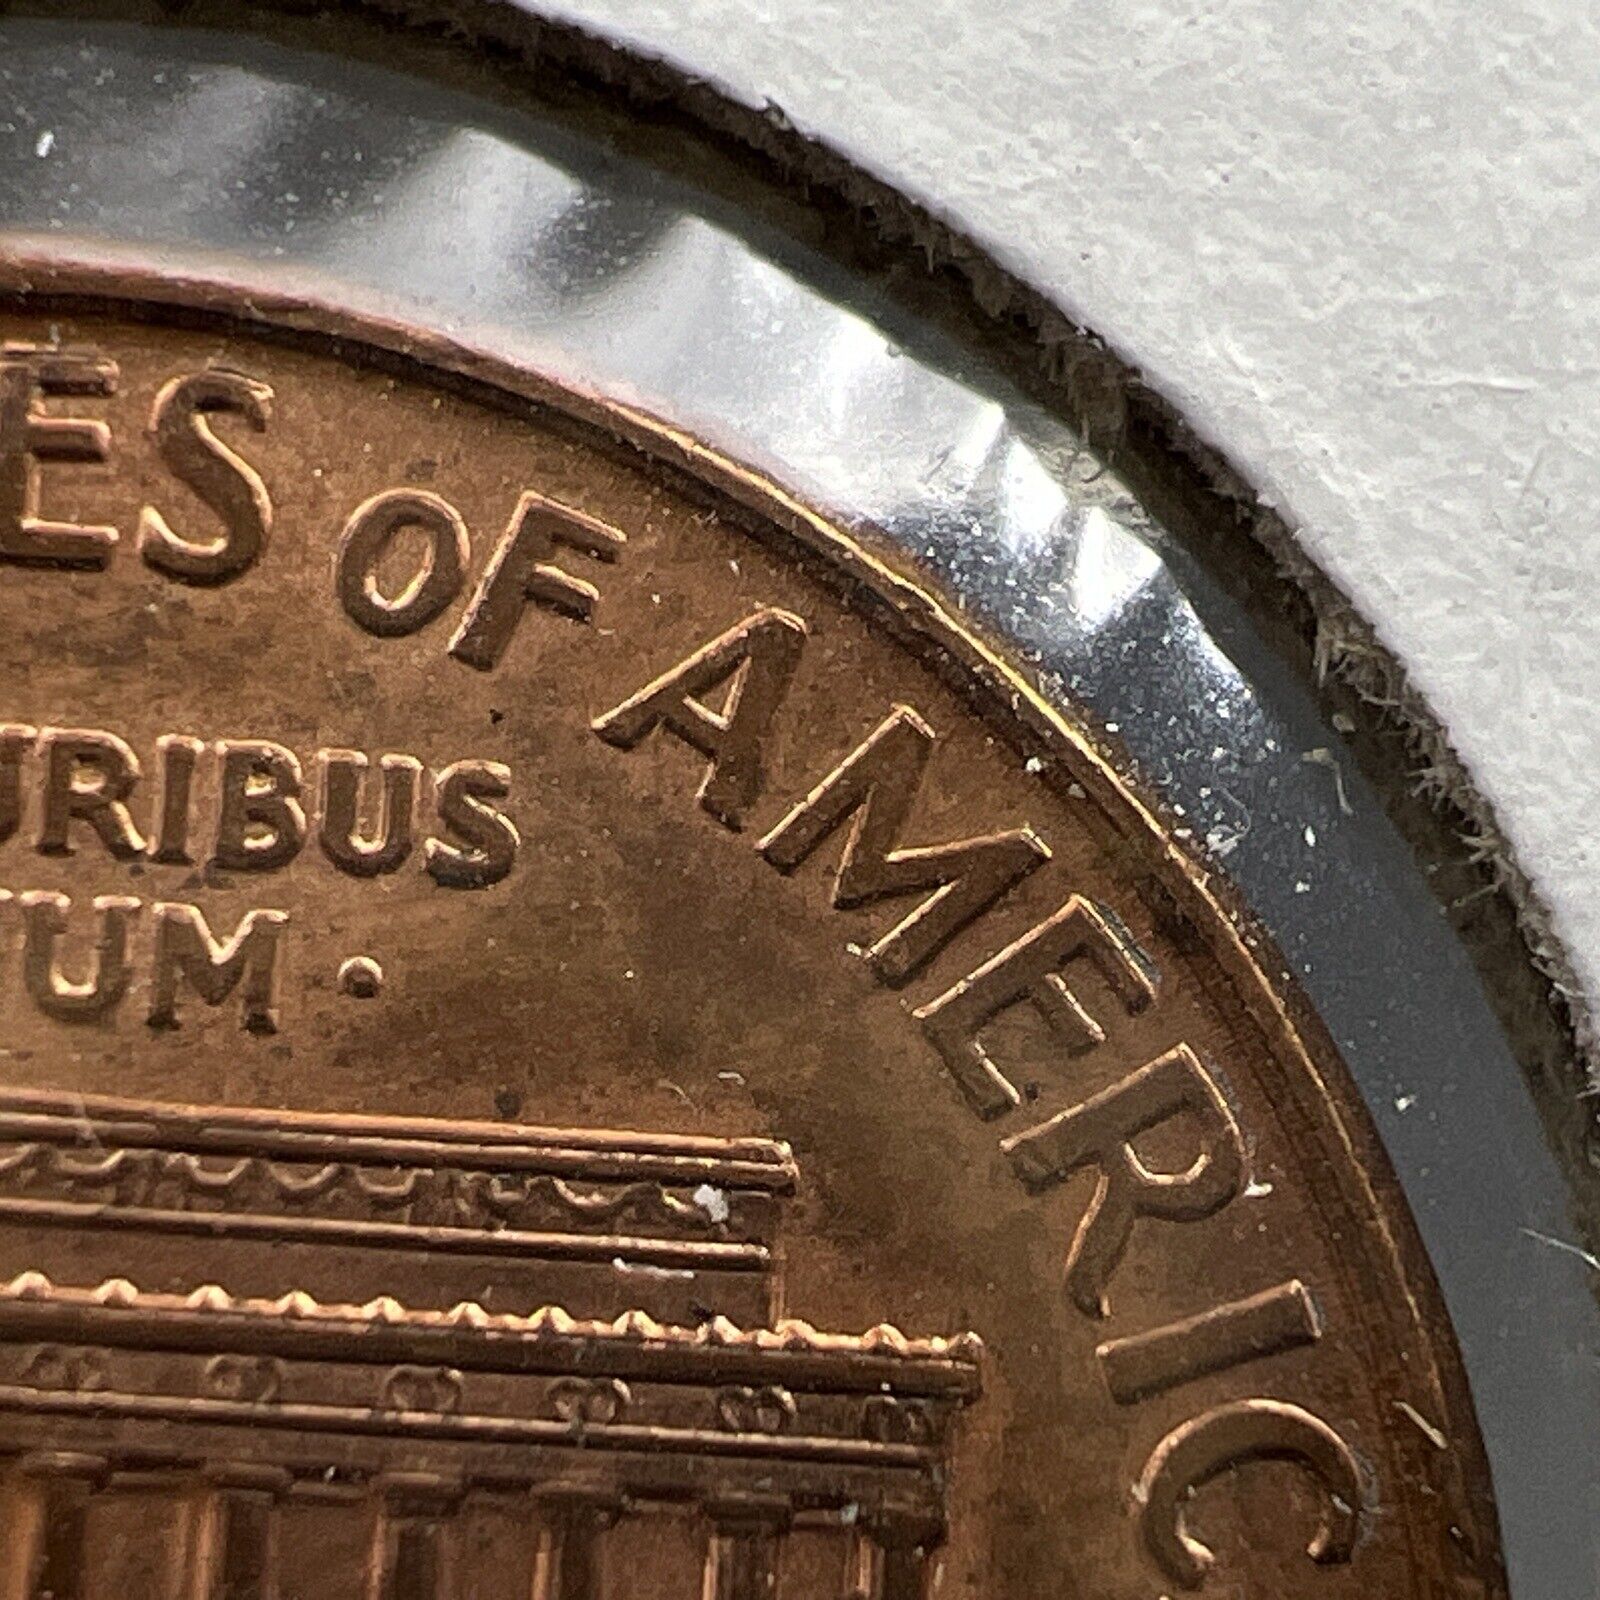 ES OF AMERIC
URIBUS
UM •